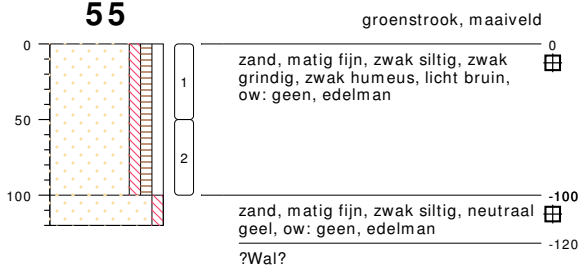 55
groenstrook, maaiveld
0
0
zand, matig fijn, zwak siltig, zwak
grindig, zwak humeus, licht bruin,
ow: geen, edelman
1
50
2
100
-100
zand, matig fijn, zwak siltig, neutraal
geel, ow: geen, edelman
-120
?Wal?